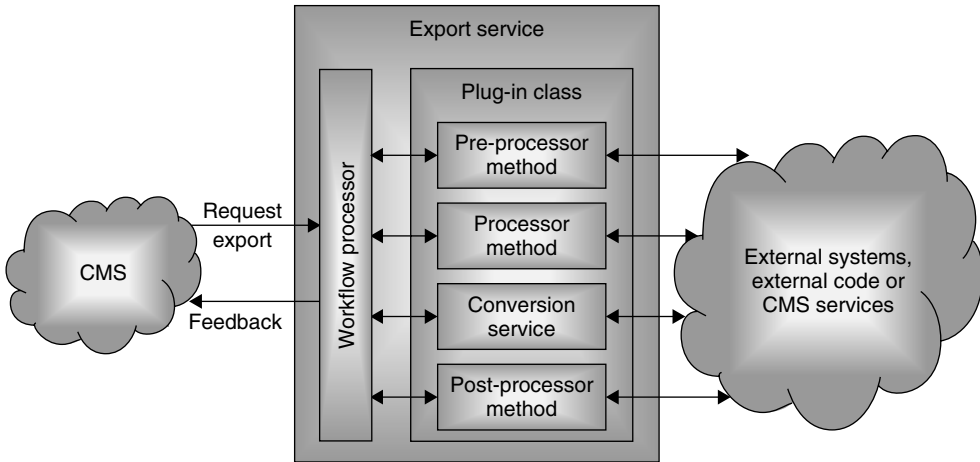 Export service
Plug-in class
Workflow processor
Pre-processor
method
Processor
method
Conversion
service
Post-processor
method
Request
export
Feedback
CMS
External systems,
external code or
CMS services